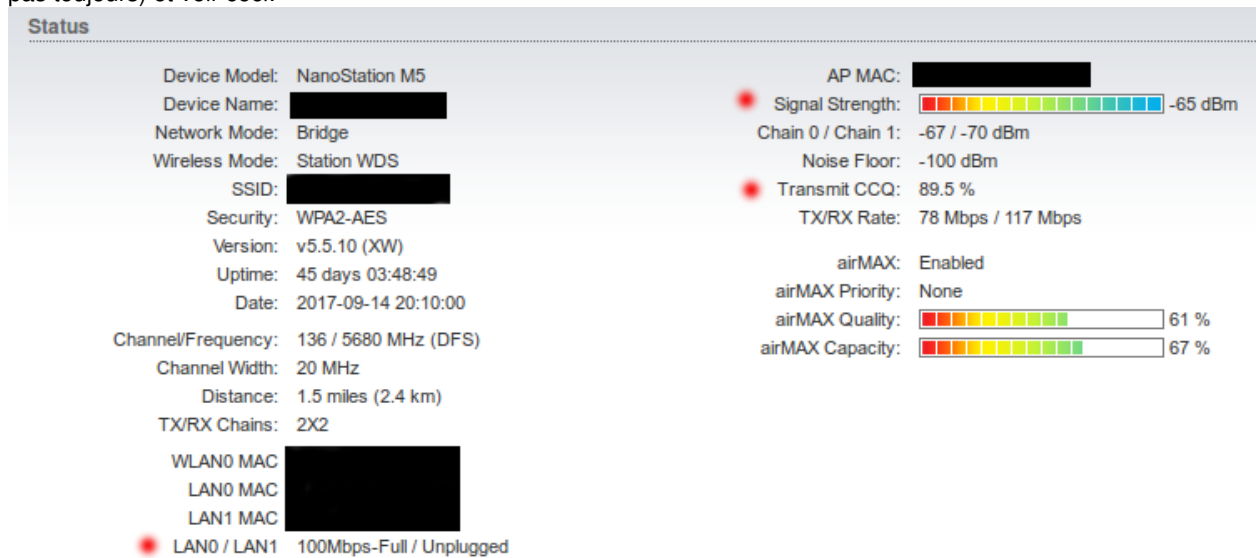 Status
Device Model: NanoStation M5
Device Name:
Network Mode: Bridge
Wireless Mode: Station WDS
SSID:
Security: WPA2-AES
Version: v5.5.10 (XW)
Uptime: 45 days 03:48:49
Date: 2017-09-14 20:10:00
Channel/Frequency: 136 / 5680 MHz (DFS)
Channel Width: 20 MHz
Distance: 1.5 miles (2.4 km)
TX/RX Chains: 2X2
WLAN0 MAC
LAN0 MAC
LAN1 MAC
LAN0 / LAN1 100Mbps-Full / Unplugged
AP MAC:
Signal Strength: -65 dBm
Chain 0 / Chain 1: -67 / -70 dBm
Noise Floor: -100 dBm
Transmit CCQ: 89.5 %
TX/RX Rate: 78 Mbps / 117 Mbps
airMAX: Enabled
airMAX Priority: None
airMAX Quality: 61 %
airMAX Capacity: 67 %